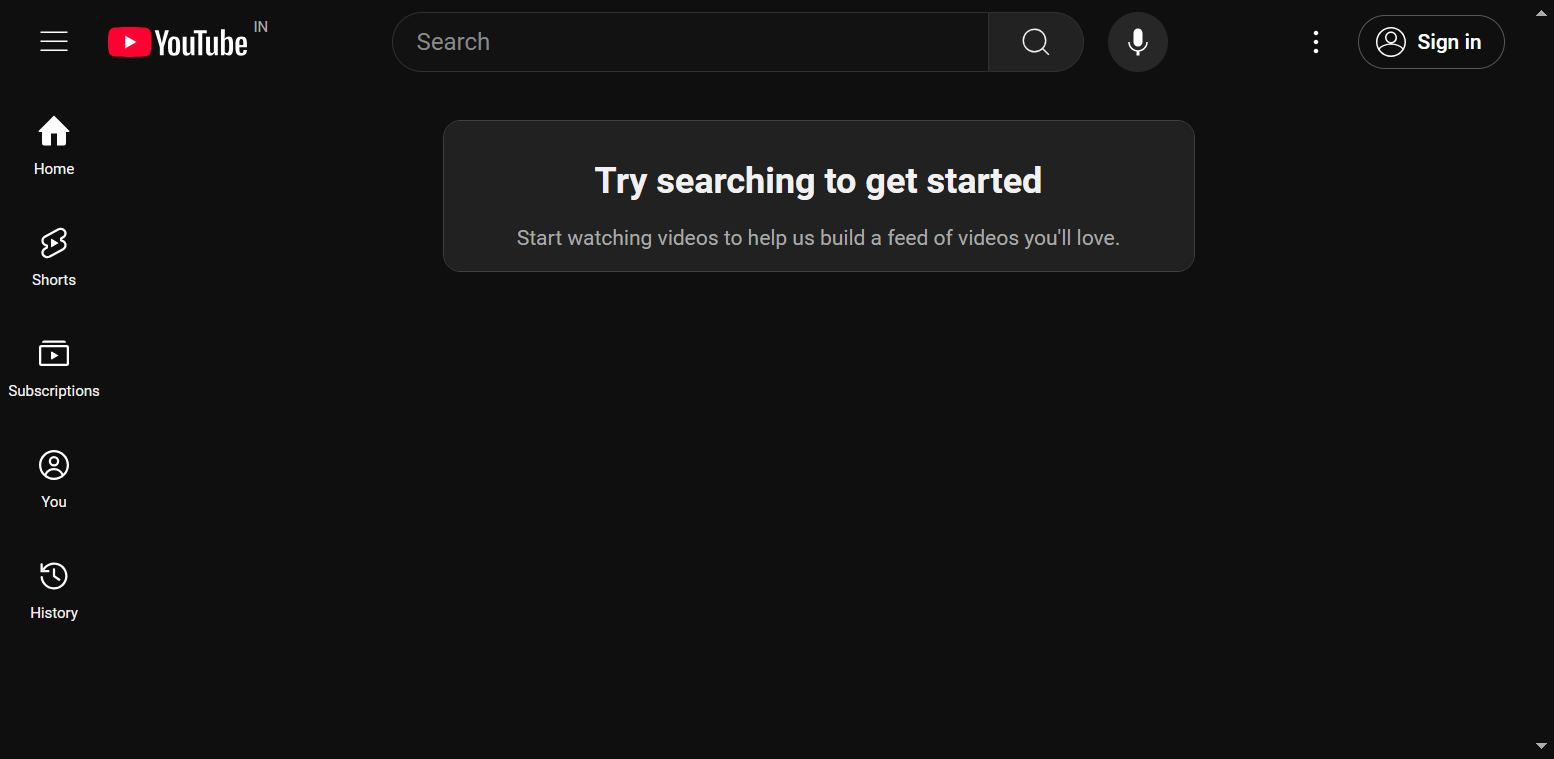 YouTube IN
Search
Sign in
Home
Shorts
Subscriptions
You
History
Try searching to get started
Start watching videos to help us build a feed of videos you'll love.